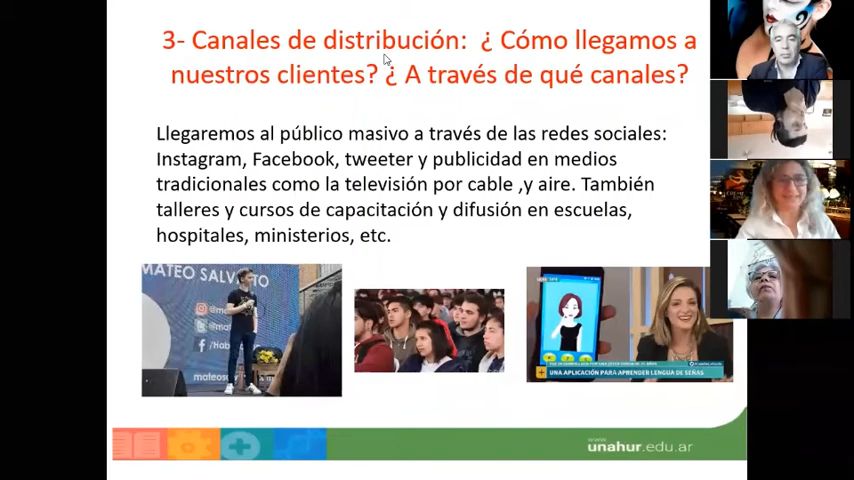 3- Canales de distribución: ¿ Cómo llegamos a
nuestros clientes? ¿ A través de qué canales?
Llegaremos al público masivo a través de las redes sociales:
Instagram, Facebook, tweeter y publicidad en medios
tradicionales como la televisión por cable ,y aire. También
talleres y cursos de capacitación y difusión en escuelas,
hospitales, ministerios, etc.
MATEO SALV TO
UNA APLICACIÓN PARA APRENDER LENGUA DE SEÑAS
unahur.edu.ar